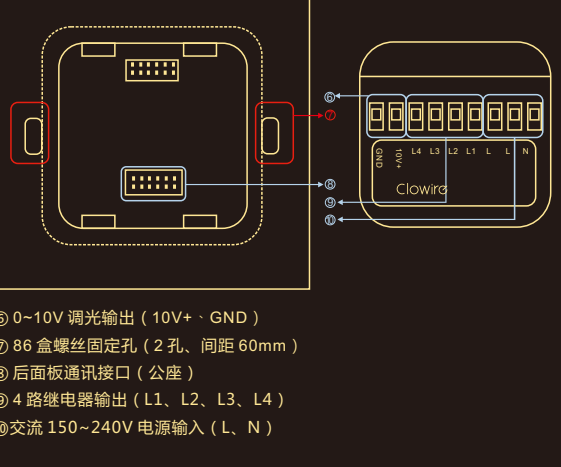 ⑥
⑦
⑧
⑨
⑩
GND 10V+ L4 L3 L2 L1 L L N
Clowire
⑥ 0~10V 调光输出（10V+、GND）
⑦ 86 盒螺丝固定孔（2 孔、间距 60mm）
⑧ 后面板通讯接口（公座）
⑨ 4 路继电器输出（L1、L2、L3、L4）
⑩交流 150~240V 电源输入（L、N）